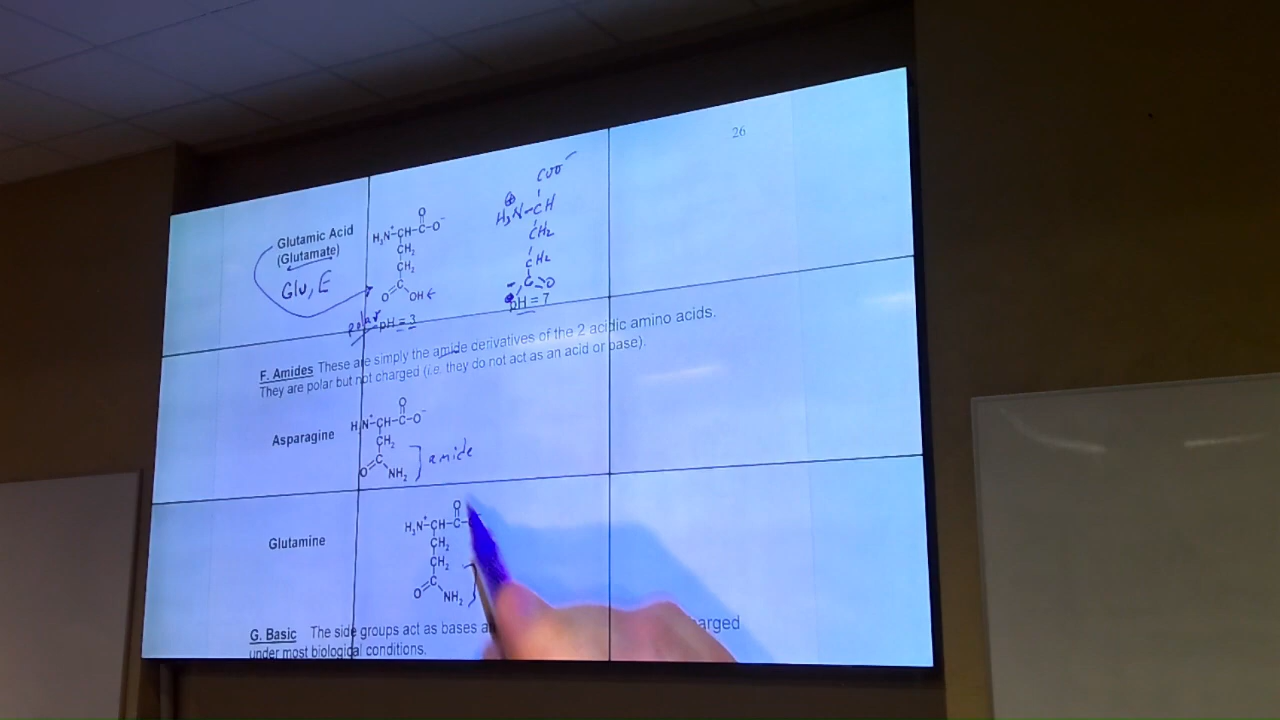 26
Glutamic Acid
(Glutamate)
Glu, E
H₃N⁺-CH-C-O⁻
O
CH₂
CH₂
C
O OH
polar
pH = 3
COO⁻
⊕
H₃N-CH
CH₂
CH₂
C=O
pH = 7
F. Amides These are simply the amide derivatives of the 2 acidic amino acids.
They are polar but not charged (i.e. they do not act as an acid or base).
Asparagine
O
H₃N⁺-CH-C-O⁻
CH₂
C
O NH₂
amide
Glutamine
O
H₃N⁺-CH-C-
CH₂
CH₂
C
O NH₂
G. Basic The side groups act as bases
under most biological conditions.